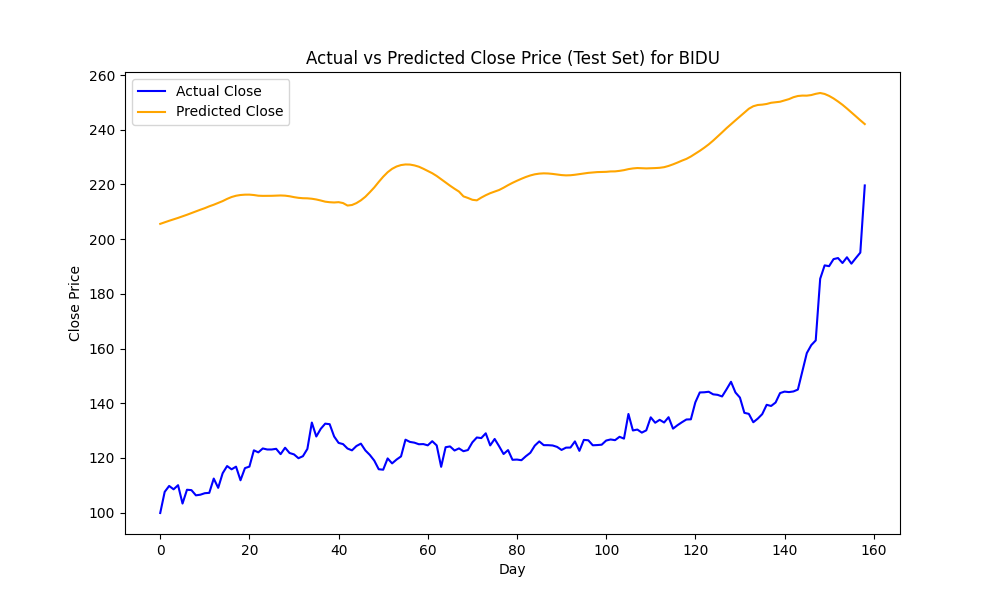 Actual vs Predicted Close Price (Test Set) for BIDU
Actual Close
Predicted Close
Close Price
260
240
220
200
180
160
140
120
100
0 20 40 60 80 100 120 140 160
Day